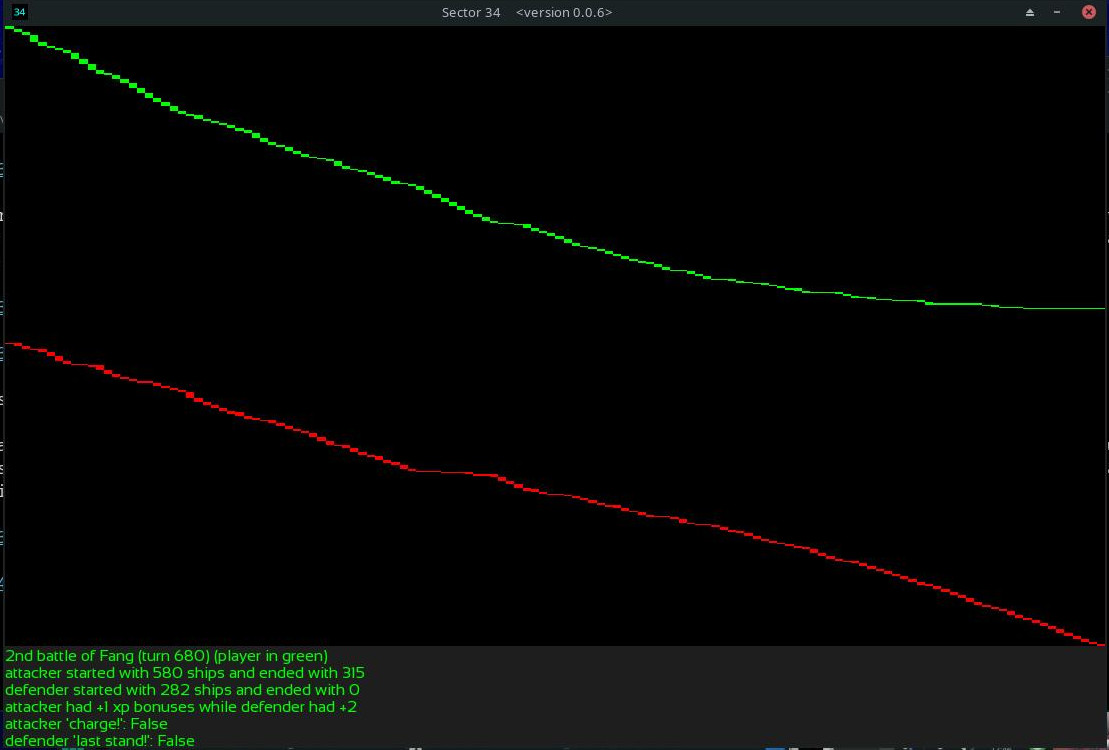 34
Sector 34 <version 0.0.6>
2nd battle of Fang (turn 680) (player in green)
attacker started with 580 ships and ended with 315
defender started with 282 ships and ended with 0
attacker had +1 xp bonuses while defender had +2
attacker 'charge!': False
defender 'last stand!': False